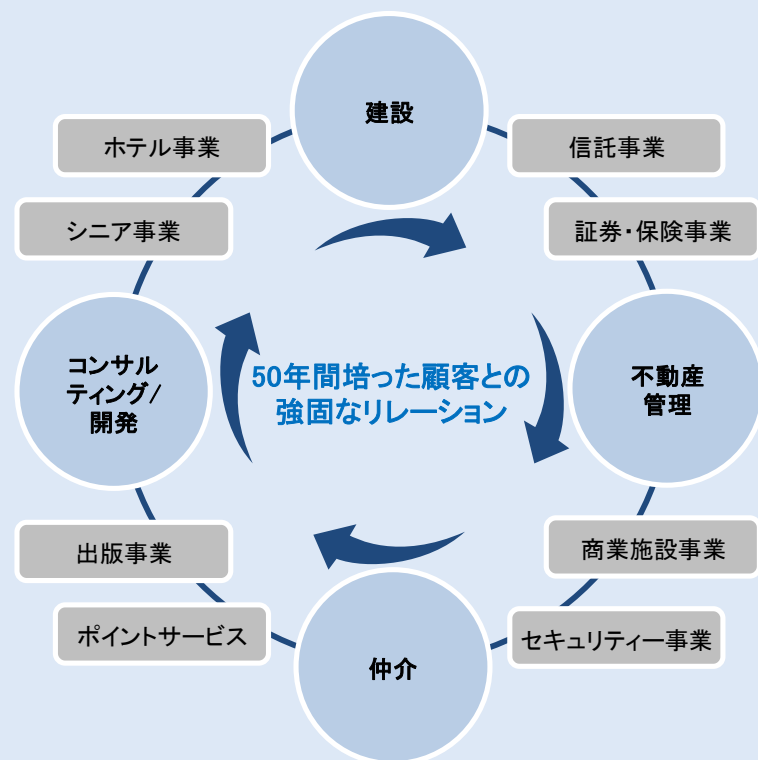 建設
ホテル事業
信託事業
シニア事業
証券・保険事業
コンサル
ティング/
開発
50年間培った顧客との
強固なリレーション
不動産
管理
出版事業
商業施設事業
ポイントサービス
セキュリティー事業
仲介